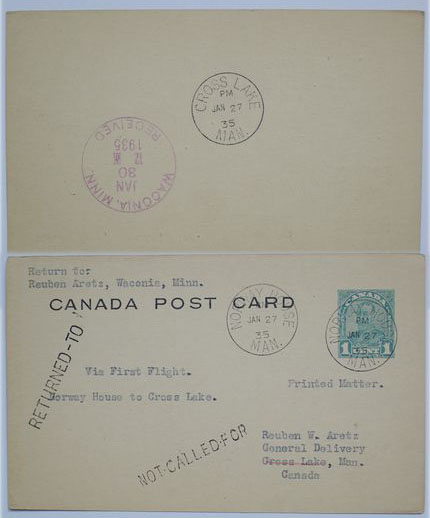 CROSS LAKE
PM
JAN 27
35
MAN.
WACONIA, MINN.
JAN
30
12 M
1935
RECEIVED
Return to:
Reuben Aretz, Waconia, Minn.
CANADA POST CARD
NORWAY HOUSE
JAN 27
35
MAN.
CANADA
NORWAY HOUSE
PM
JAN 27
35
MAN.
1 CENT 1
RETURNED-TO
Via First Flight.
Printed Matter.
Norway House to Cross Lake.
NOT-CALLED-FOR
Reuben W. Aretz
General Delivery
Cross Lake, Man.
Canada